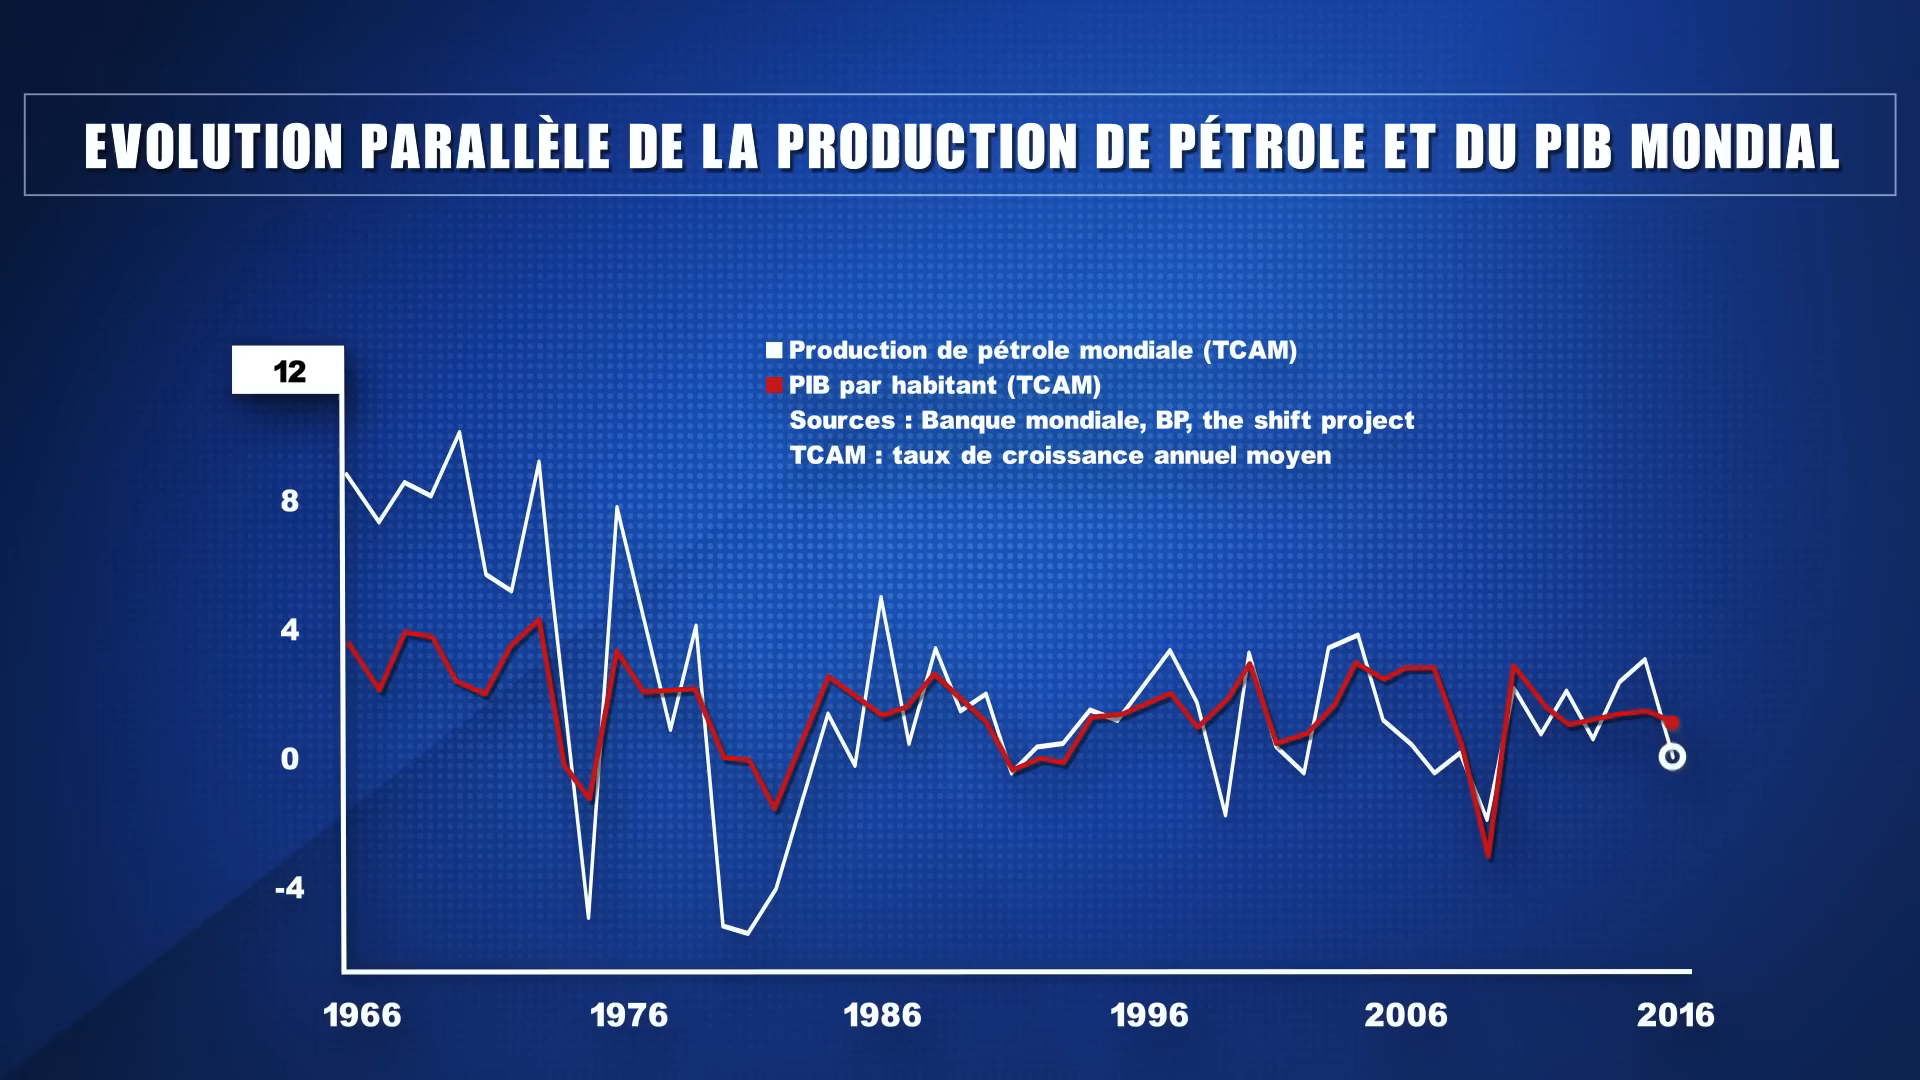 EVOLUTION PARALLÈLE DE LA PRODUCTION DE PÉTROLE ET DU PIB MONDIAL
Production de pétrole mondiale (TCAM)
PIB par habitant (TCAM)
Sources : Banque mondiale, BP, the shift project
TCAM : taux de croissance annuel moyen
12
8
4
0
-4
1966 1976 1986 1996 2006 2016